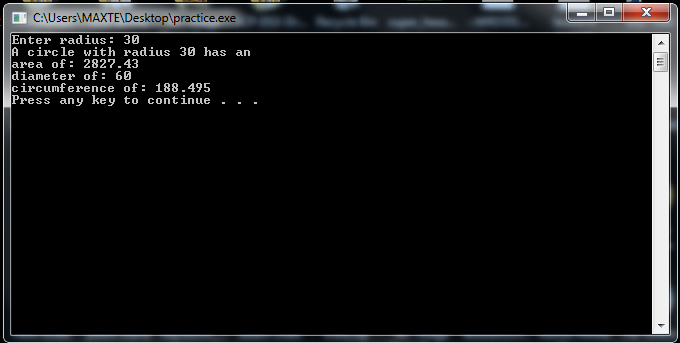 C:\Users\MAXTE\Desktop\practice.exe
Enter radius: 30
A circle with radius 30 has an
area of: 2827.43
diameter of: 60
circumference of: 188.495
Press any key to continue . . .